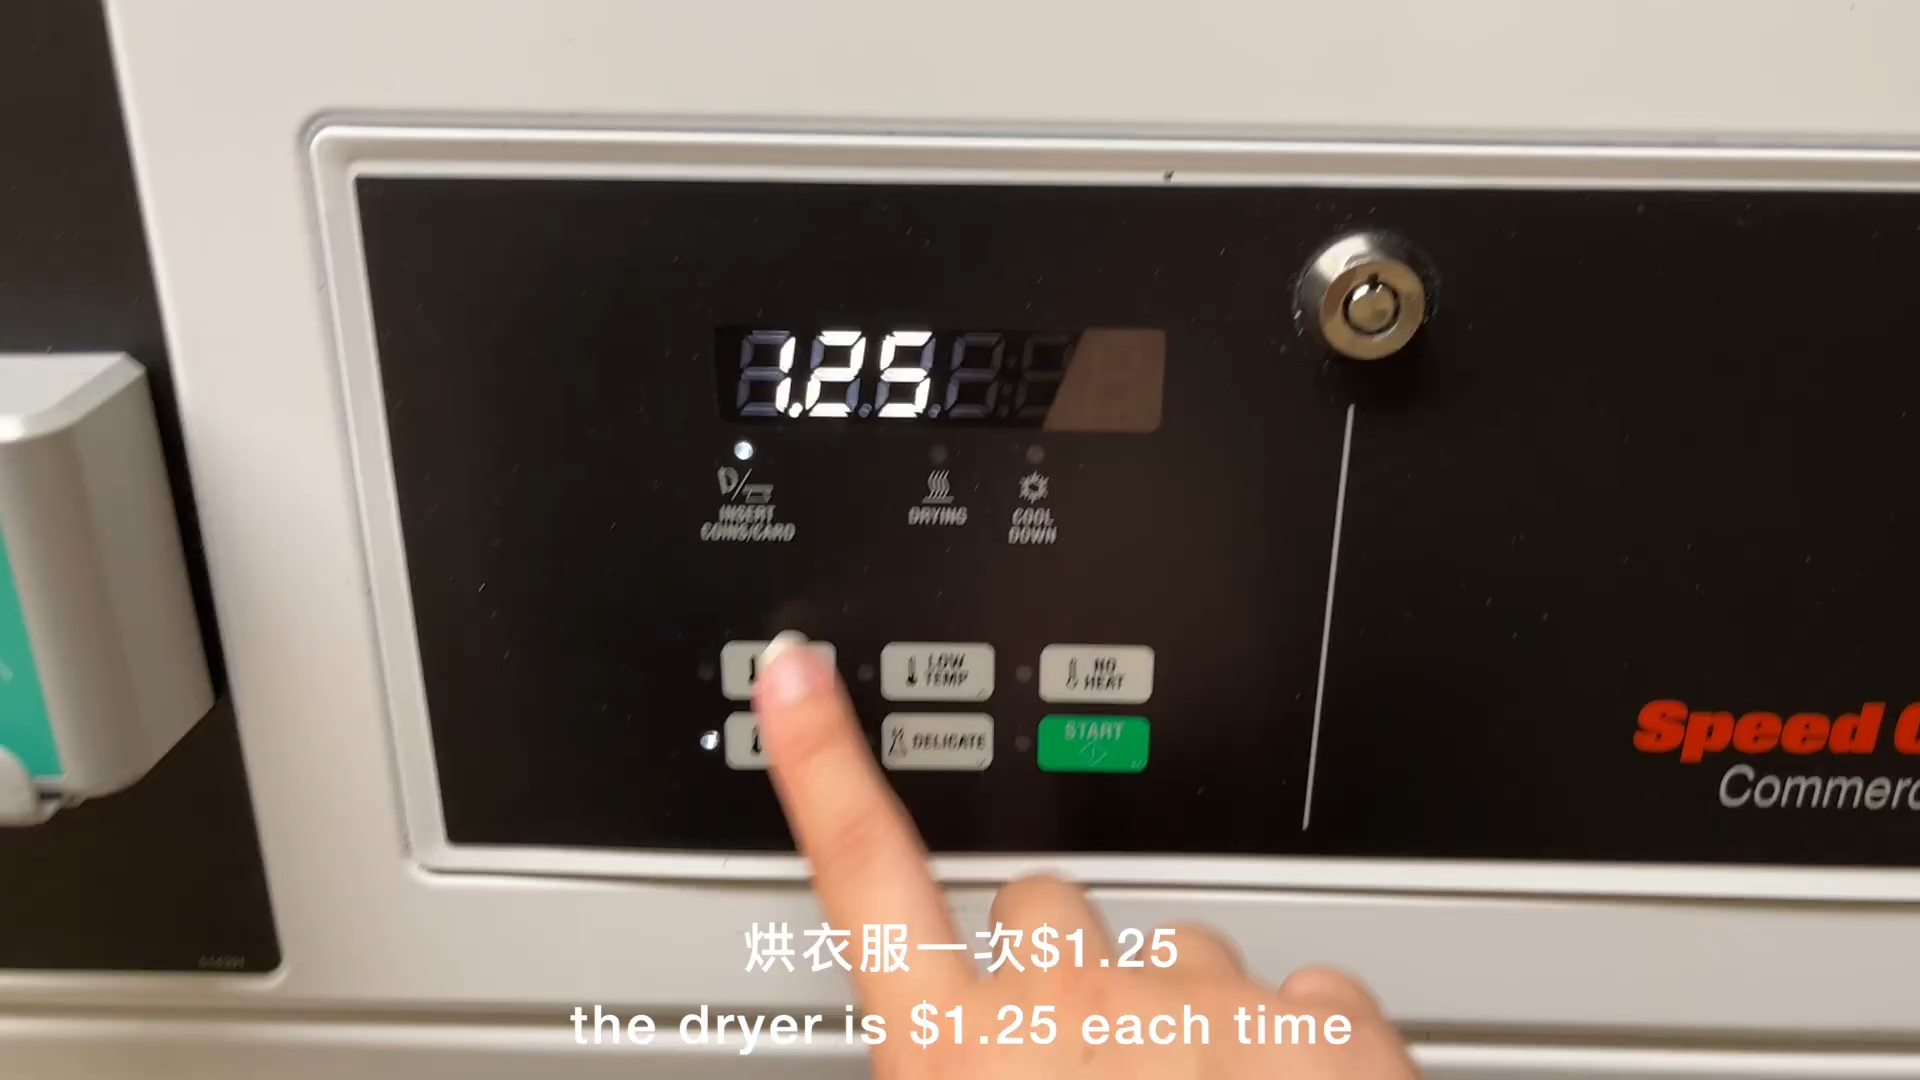 1.25
INSERT
COINS/CARD
DRYING
COOL
DOWN
LOW
TEMP
NO
HEAT
DELICATE
START
Speed
Commerc
烘衣服一次$1.25
the dryer is $1.25 each time